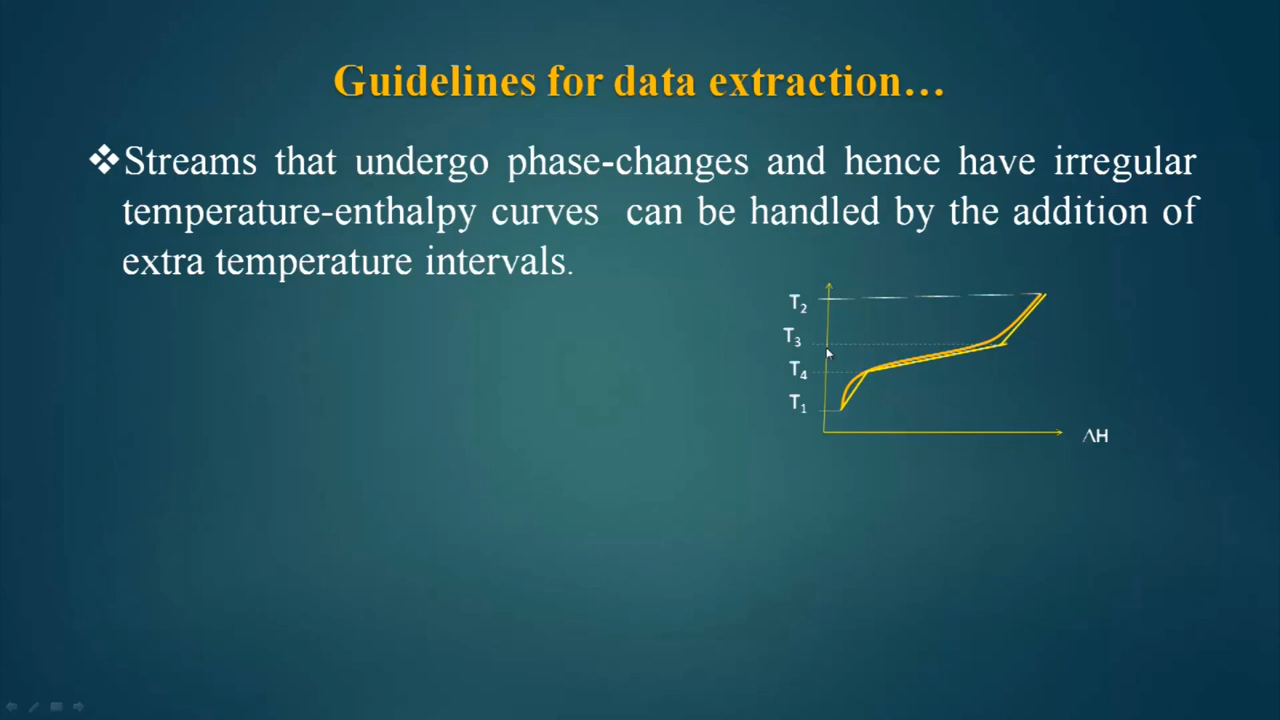 Guidelines for data extraction…
❖Streams that undergo phase-changes and hence have irregular
temperature-enthalpy curves can be handled by the addition of
extra temperature intervals.
T₂
T₃
T₄
T₁
ΔH